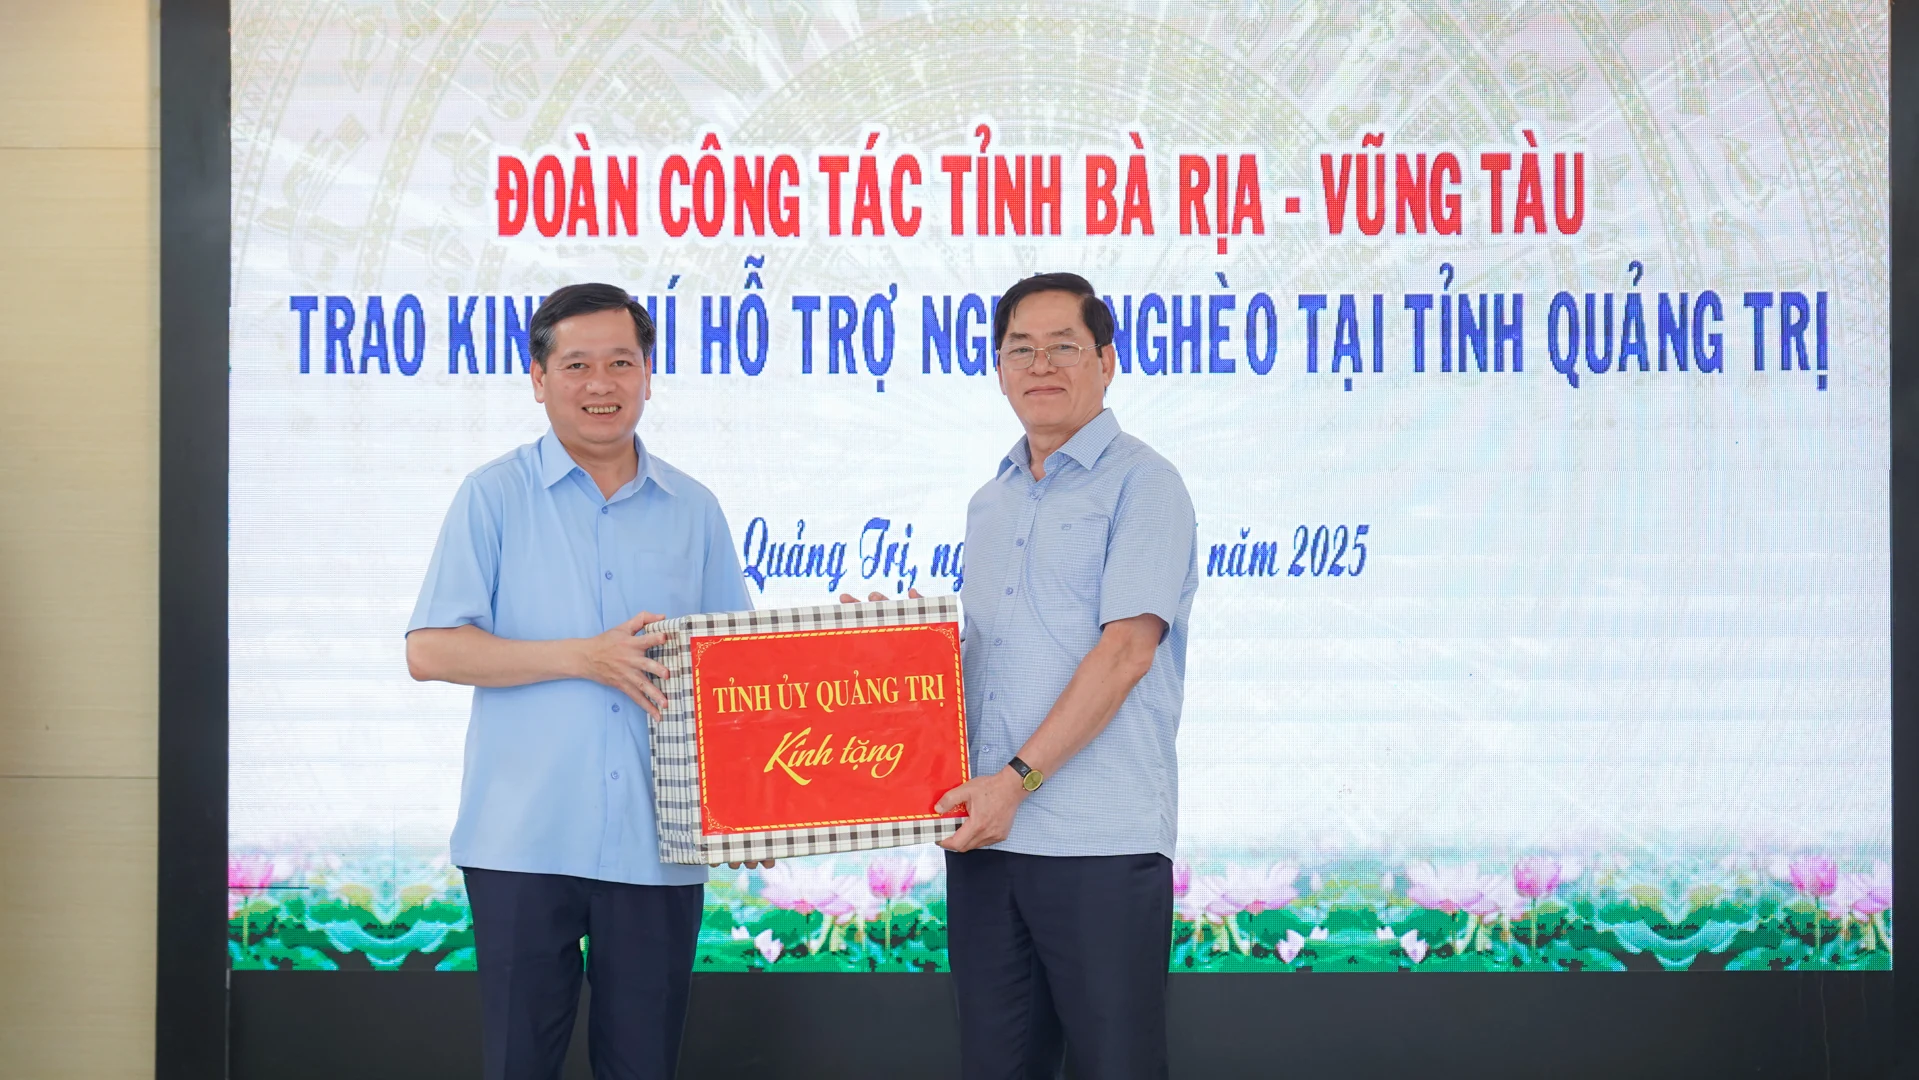 ĐOÀN CÔNG TÁC TỈNH BÀ RỊA - VŨNG TÀU
TRAO HỖ TRỢ NGHÈO TẠI TỈNH QUẢNG TRỊ
Quảng Trị, năm 2025
TỈNH ỦY QUẢNG TRỊ
Kính tặng